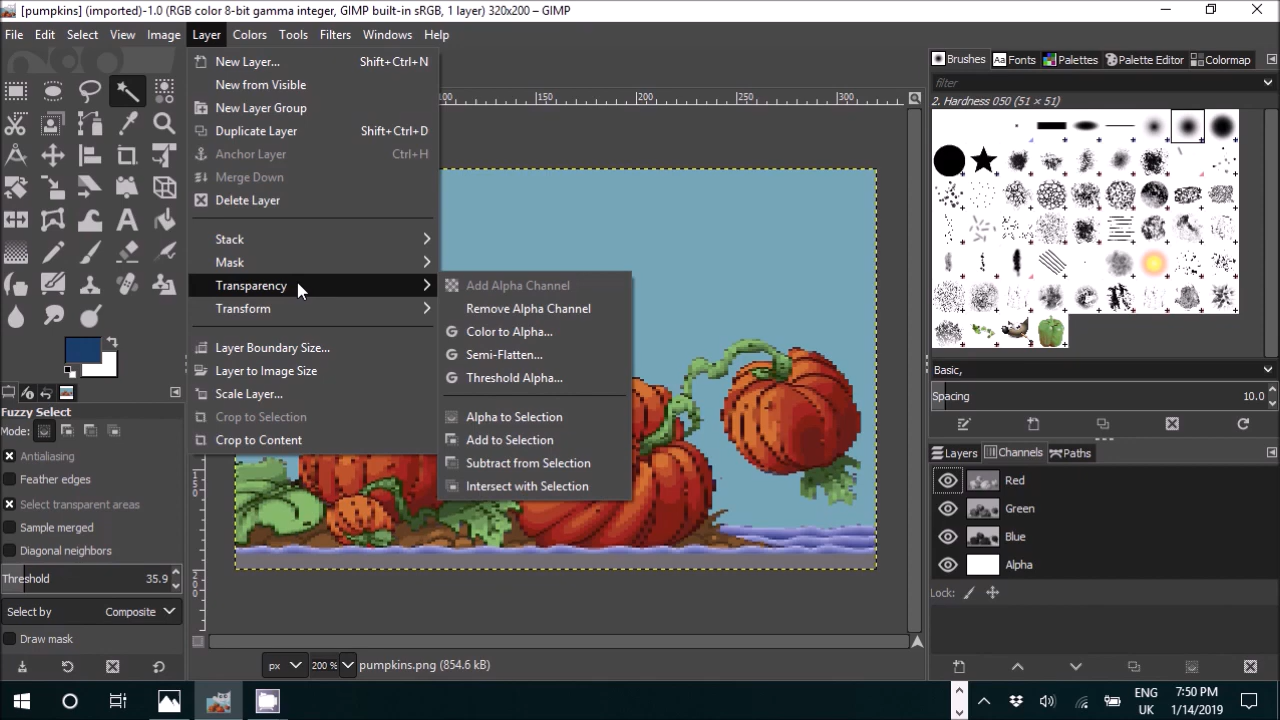 [pumpkins] (imported)-1.0 (RGB color 8-bit gamma integer, GIMP built-in sRGB, 1 layer) 320x200 – GIMP
File Edit Select View Image Layer Colors Tools Filters Windows Help
New Layer... Shift+Ctrl+N
New from Visible
New Layer Group
Duplicate Layer Shift+Ctrl+D
Anchor Layer Ctrl+H
Merge Down
Delete Layer
Stack
Mask
Transparency
Transform
Layer Boundary Size...
Layer to Image Size
Scale Layer...
Crop to Selection
Crop to Content
Add Alpha Channel
Remove Alpha Channel
Color to Alpha...
Semi-Flatten...
Threshold Alpha...
Alpha to Selection
Add to Selection
Subtract from Selection
Intersect with Selection
100 150 200 250 300
150
200
Fuzzy Select
Mode:
Antialiasing
Feather edges
Select transparent areas
Sample merged
Diagonal neighbors
Threshold 35.9
Select by Composite
Draw mask
px 200 % pumpkins.png (854.6 kB)
Brushes Aa Fonts Palettes Palette Editor Colormap
filter
2. Hardness 050 (51 × 51)
Basic,
Spacing 10.0
Layers Channels Paths
Red
Green
Blue
Alpha
Lock:
ENG
UK
7:50 PM
1/14/2019